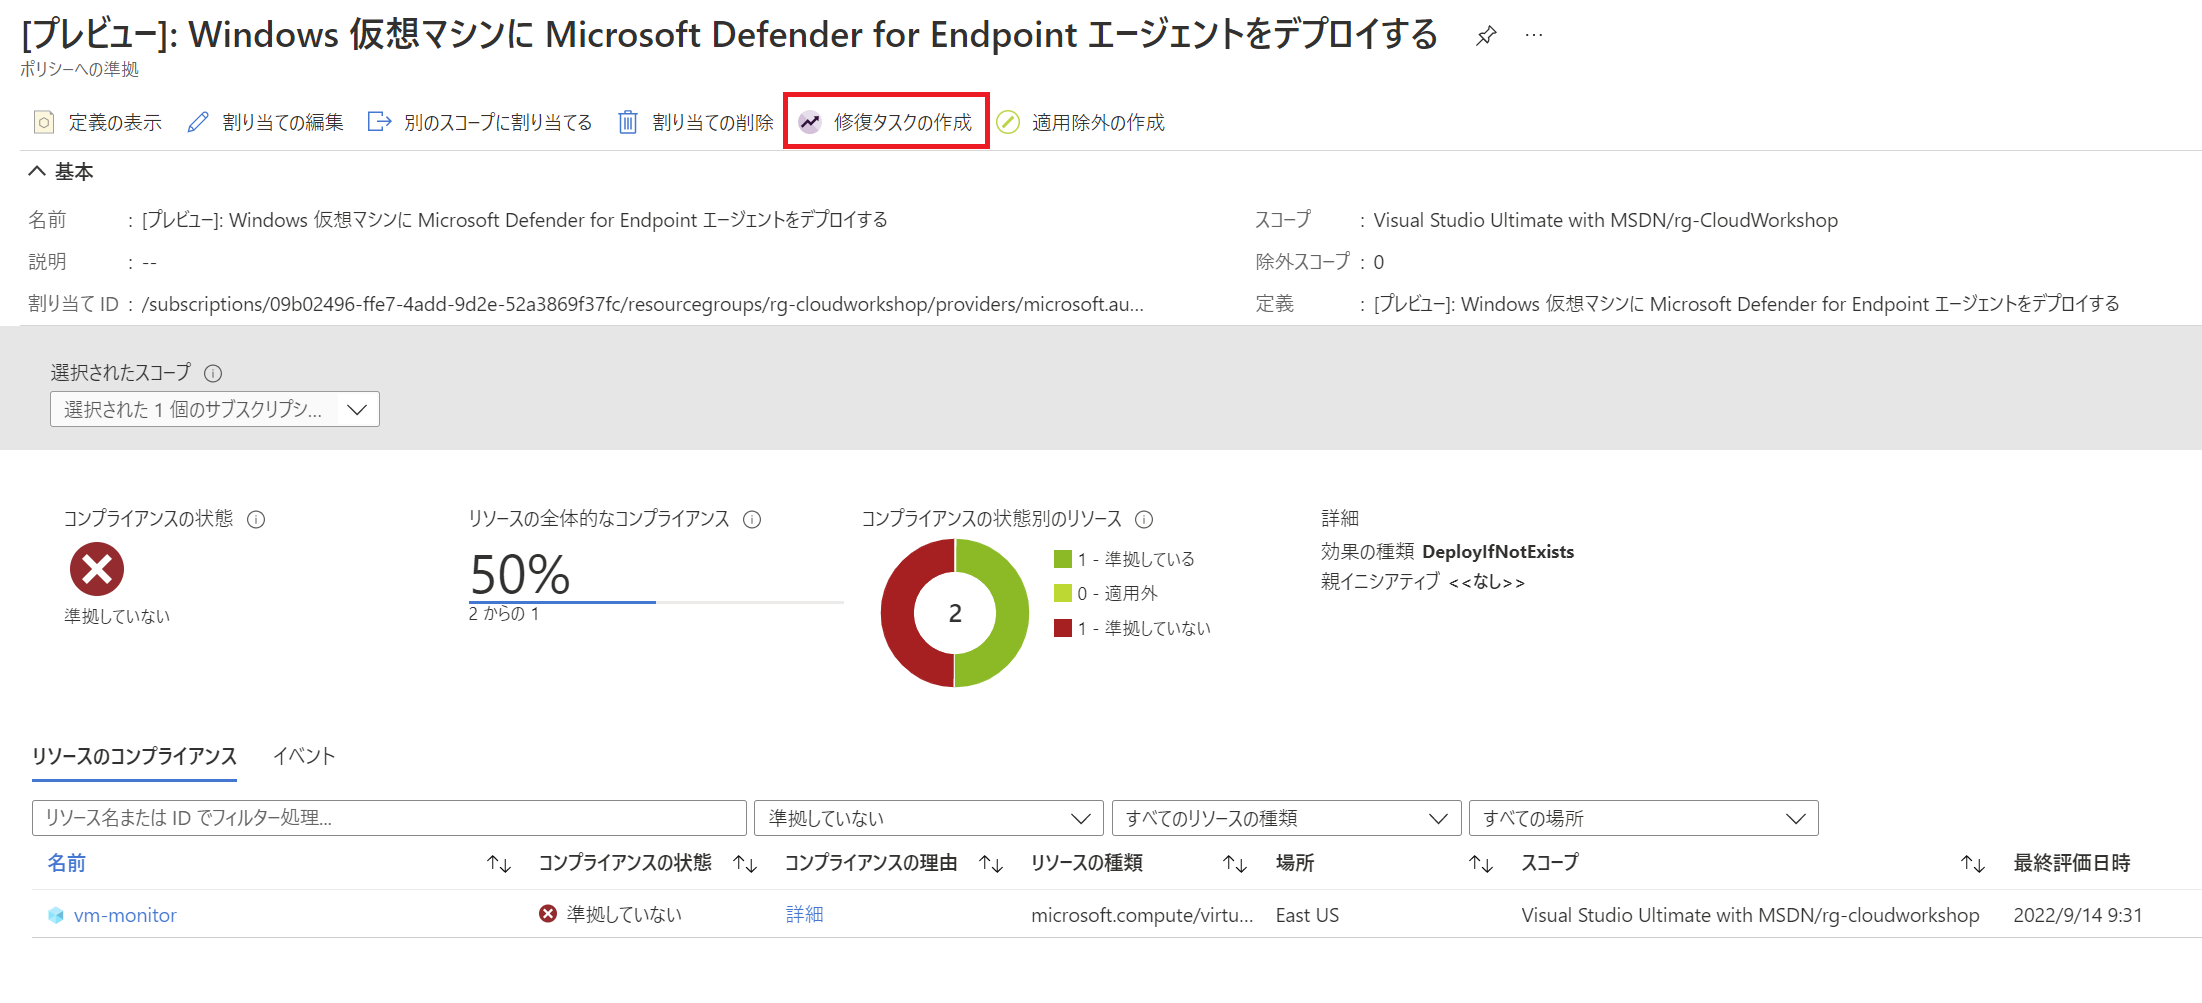 [プレビュー]: Windows 仮想マシンに Microsoft Defender for Endpoint エージェントをデプロイする
ポリシーへの準拠
定義の表示 割り当ての編集 別のスコープに割り当てる 割り当ての削除 修復タスクの作成 適用除外の作成
基本
名前 : [プレビュー]: Windows 仮想マシンに Microsoft Defender for Endpoint エージェントをデプロイする スコープ : Visual Studio Ultimate with MSDN/rg-CloudWorkshop
説明 : -- 除外スコープ : 0
割り当て ID : /subscriptions/09b02496-ffe7-4add-9d2e-52a3869f37fc/resourcegroups/rg-cloudworkshop/providers/microsoft.au... 定義 : [プレビュー]: Windows 仮想マシンに Microsoft Defender for Endpoint エージェントをデプロイする
選択されたスコープ
選択された 1 個のサブスクリプシ...
コンプライアンスの状態
準拠していない
リソースの全体的なコンプライアンス
50%
2 からの 1
コンプライアンスの状態別のリソース
2
1 - 準拠している
0 - 適用外
1 - 準拠していない
詳細
効果の種類 DeployIfNotExists
親イニシアティブ <<なし>>
リソースのコンプライアンス イベント
リソース名または ID でフィルター処理... 準拠していない すべてのリソースの種類 すべての場所
名前 コンプライアンスの状態 コンプライアンスの理由 リソースの種類 場所 スコープ 最終評価日時
vm-monitor 準拠していない 詳細 microsoft.compute/virtu... East US Visual Studio Ultimate with MSDN/rg-cloudworkshop 2022/9/14 9:31